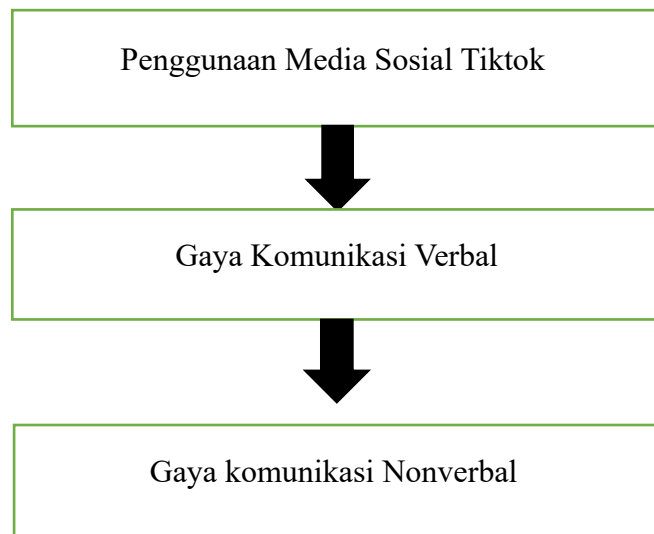 Penggunaan Media Sosial Tiktok
Gaya Komunikasi Verbal
Gaya komunikasi Nonverbal